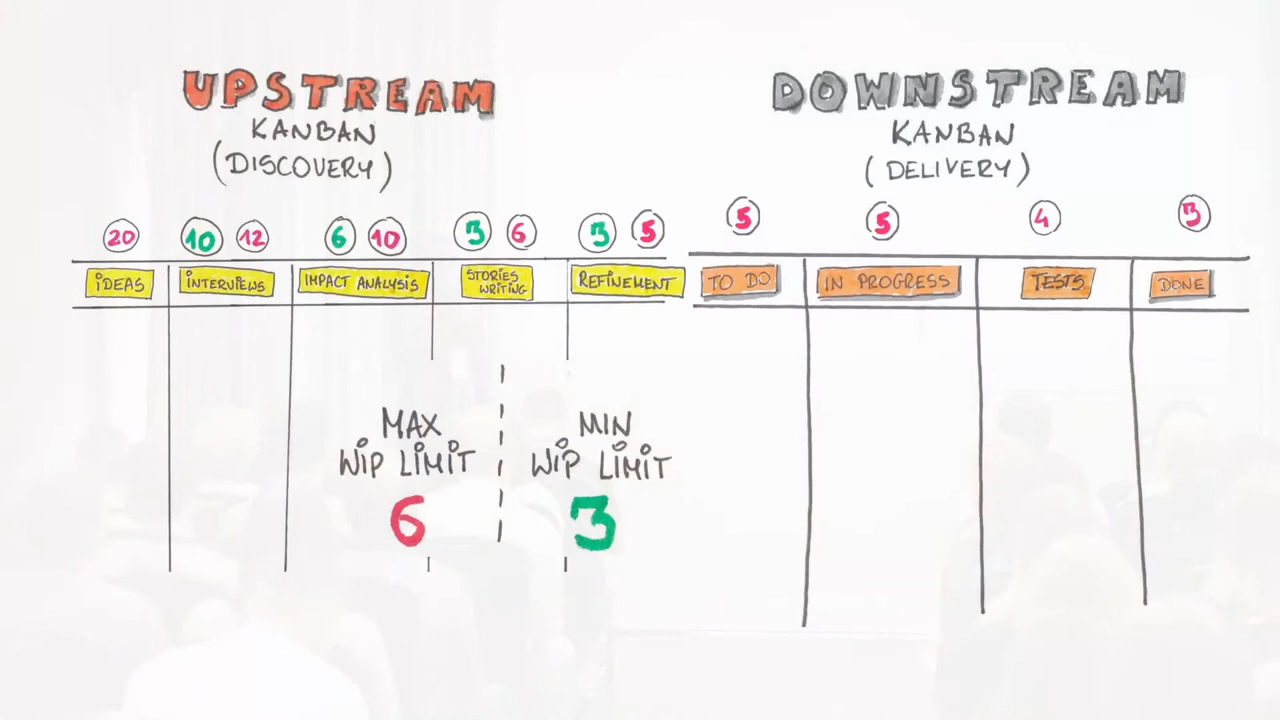 UPSTREAM
KANBAN
(DISCOVERY)
20 10 12 6 10 3 6 3 5
IDEAS INTERVIEWS IMPACT ANALYSIS STORIES WRITING REFINEMENT
MAX
WIP LIMIT
6
MIN
WIP LIMIT
3
DOWNSTREAM
KANBAN
(DELIVERY)
5 5 4 3
TO DO IN PROGRESS TESTS DONE